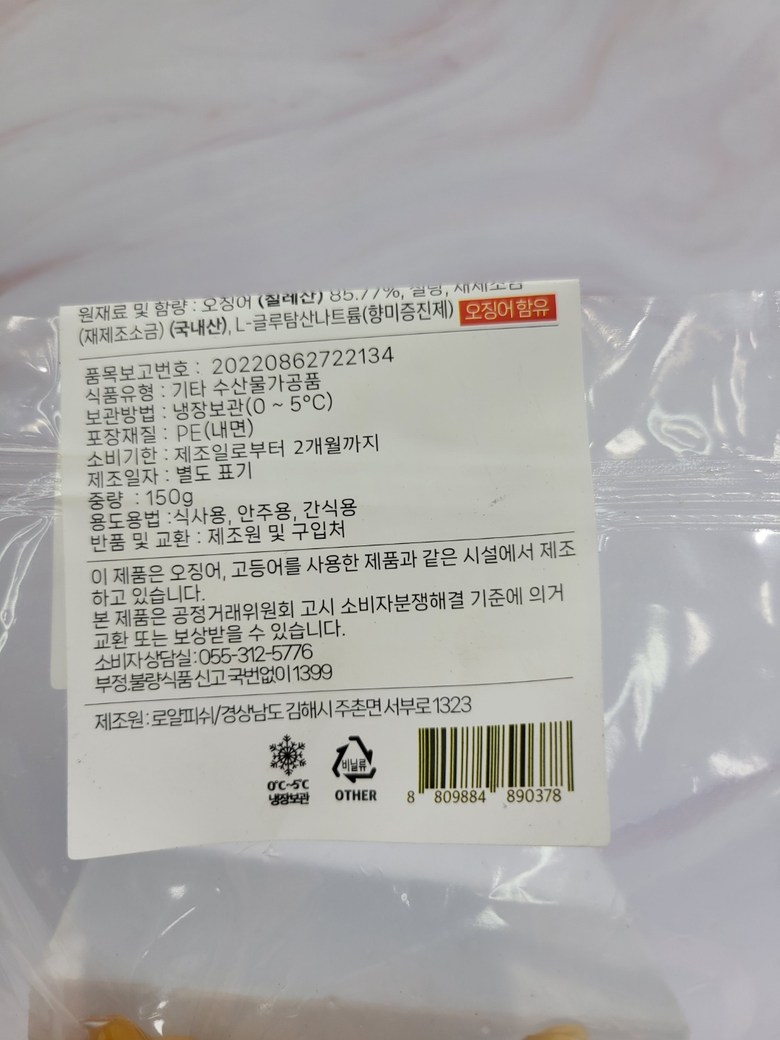 원재료 및 함량 : 오징어 (칠레산) 85.77%, 설탕, 재제소금
(재제조소금) (국내산), L-글루탐산나트륨(향미증진제) 오징어 함유
품목보고번호 : 20220862722134
식품유형 : 기타 수산물가공품
보관방법 : 냉장보관(0 ~ 5°C)
포장재질 : PE(내면)
소비기한 : 제조일로부터 2개월까지
제조일자 : 별도 표기
중량 : 150g
용도용법 :식사용, 안주용, 간식용
반품 및 교환 : 제조원 및 구입처
이 제품은 오징어, 고등어를 사용한 제품과 같은 시설에서 제조
하고 있습니다.
본 제품은 공정거래위원회 고시 소비자분쟁해결 기준에 의거
교환 또는 보상받을 수 있습니다.
소비자상담실:055-312-5776
부정.불량식품 신고 국번없이 1399
제조원:로얄피쉬/경상남도 김해시 주촌면 서부로 1323
0°C~5°C
냉장보관
비닐류
OTHER
8 809884 890378